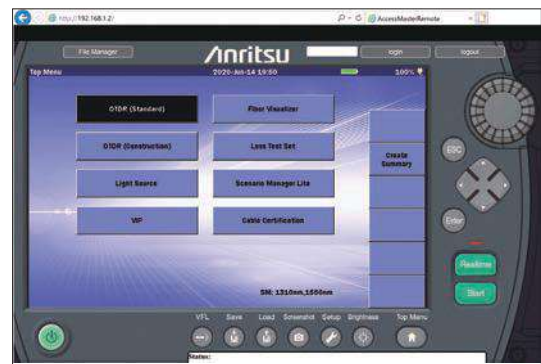 http://192.168.1.2/
AccessMasterRemote
File Manager
Anritsu
login
logout
Top Menu
2020-Jun-14 19:50
100%
OTDR (Standard)
Fiber Visualizer
OTDR (Construction)
Loss Test Set
Create
Summary
Light Source
Scenario Manager Lite
VIP
Cable Certification
SM: 1310nm,1550nm
ESC
Enter
Realtime
Start
VFL
Save
Load
Screenshot
Setup
Brightness
Top Menu
Status: